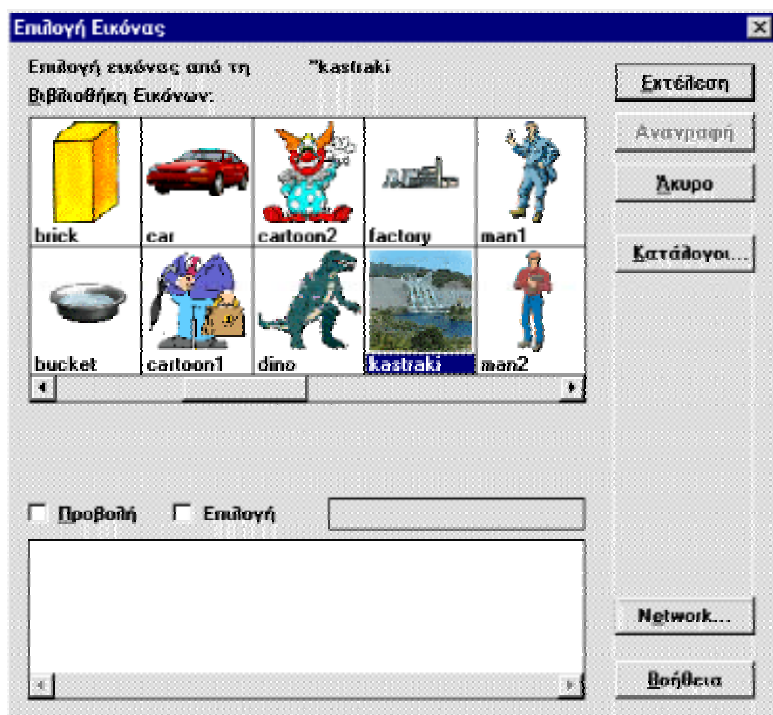 Επιλογή Εικόνας
Επιλογή εικόνας από τη "kastraki
Βιβλιοθήκη Εικόνων:
brick car cartoon2 factory man1
bucket cartoon1 dino kastraki man2
Προβολή Επιλογή
Εκτέλεση
Αναγραφή
Άκυρο
Κατάλογοι...
Network...
Βοήθεια